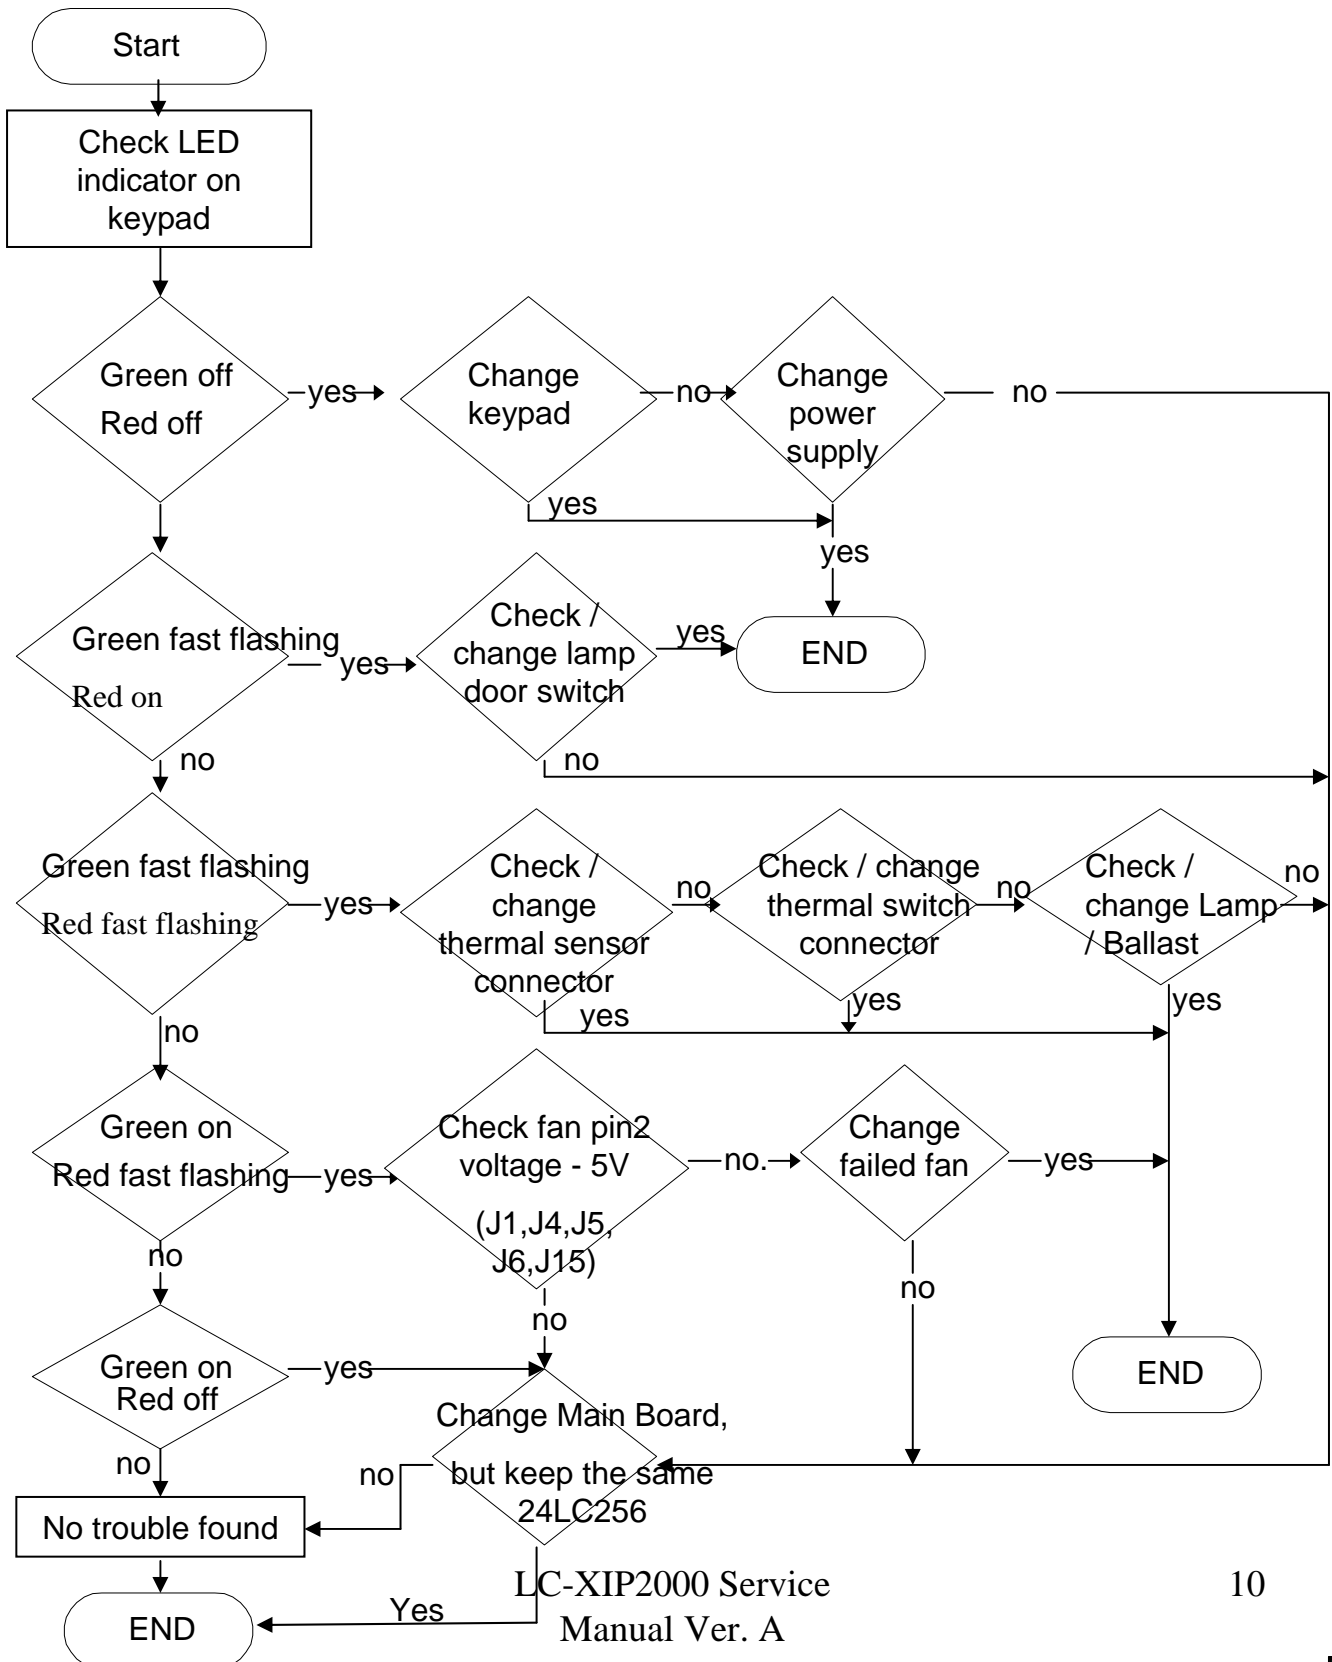 Start
Check LED
indicator on
keypad
Green off
Red off
yes
Change
keypad
no
Change
power
supply
no
yes
yes
Green fast flashing
Red on
yes
Check /
change lamp
door switch
yes
END
no
no
Green fast flashing
Red fast flashing
yes
Check /
change
thermal sensor
connector
no
Check / change
thermal switch
connector
no
Check /
change Lamp
/ Ballast
no
yes
yes
yes
no
Green on
Red fast flashing
yes
Check fan pin2
voltage - 5V
(J1,J4,J5,
J6,J15)
no.
Change
failed fan
yes
no
no
no
END
Green on
Red off
yes
Change Main Board,
but keep the same
24LC256
no
no
No trouble found
Yes
END
LC-XIP2000 Service
Manual Ver. A
10